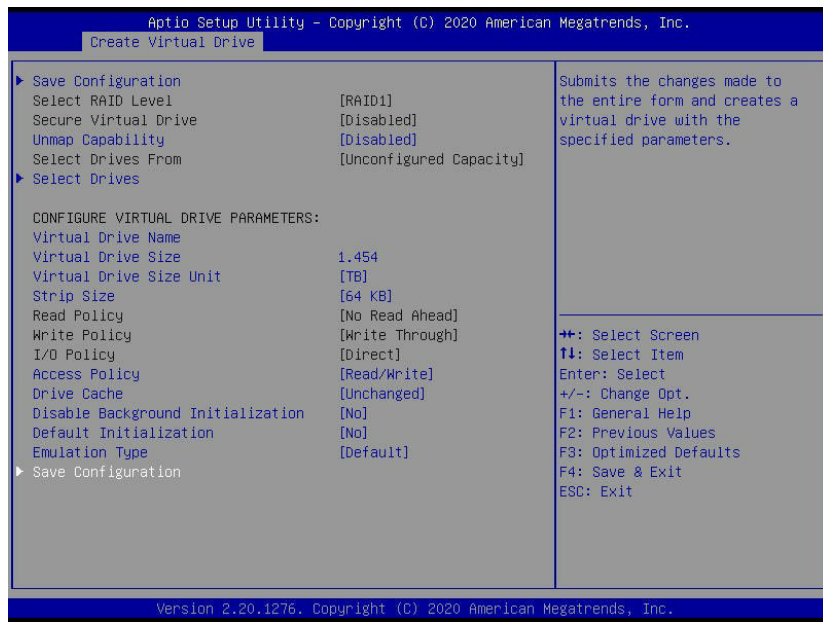 Aptio Setup Utility – Copyright (C) 2020 American Megatrends, Inc.
Create Virtual Drive
Save Configuration
Select RAID Level [RAID1]
Secure Virtual Drive [Disabled]
Unmap Capability [Disabled]
Select Drives From [Unconfigured Capacity]
Select Drives
CONFIGURE VIRTUAL DRIVE PARAMETERS:
Virtual Drive Name
Virtual Drive Size 1.454
Virtual Drive Size Unit [TB]
Strip Size [64 KB]
Read Policy [No Read Ahead]
Write Policy [Write Through]
I/O Policy [Direct]
Access Policy [Read/Write]
Drive Cache [Unchanged]
Disable Background Initialization [No]
Default Initialization [No]
Emulation Type [Default]
Save Configuration
Submits the changes made to
the entire form and creates a
virtual drive with the
specified parameters.
→←: Select Screen
↑↓: Select Item
Enter: Select
+/-: Change Opt.
F1: General Help
F2: Previous Values
F3: Optimized Defaults
F4: Save & Exit
ESC: Exit
Version 2.20.1276. Copyright (C) 2020 American Megatrends, Inc.